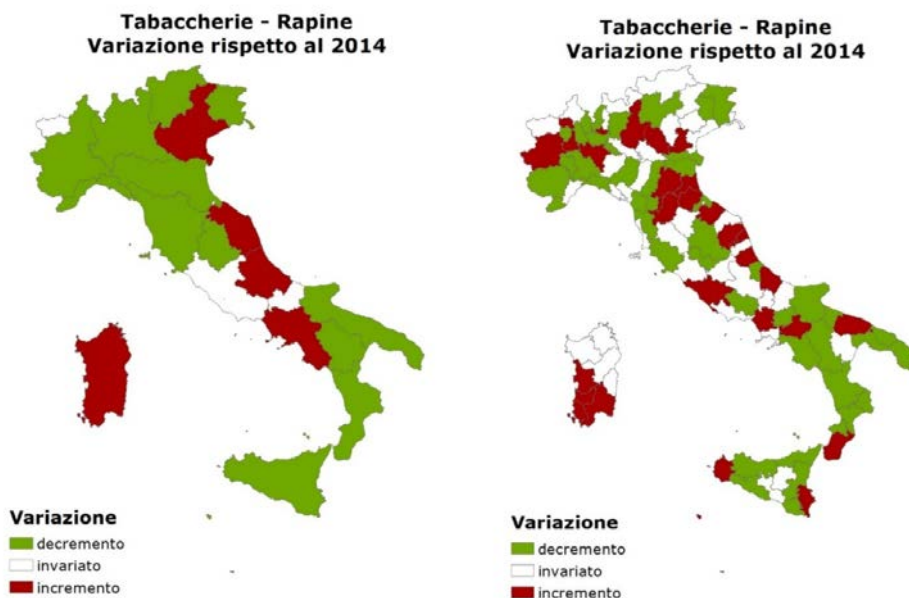 Tabaccherie - Rapine
Variazione rispetto al 2014
Variazione
decremento
invariato
incremento
Tabaccherie - Rapine
Variazione rispetto al 2014
Variazione
decremento
invariato
incremento